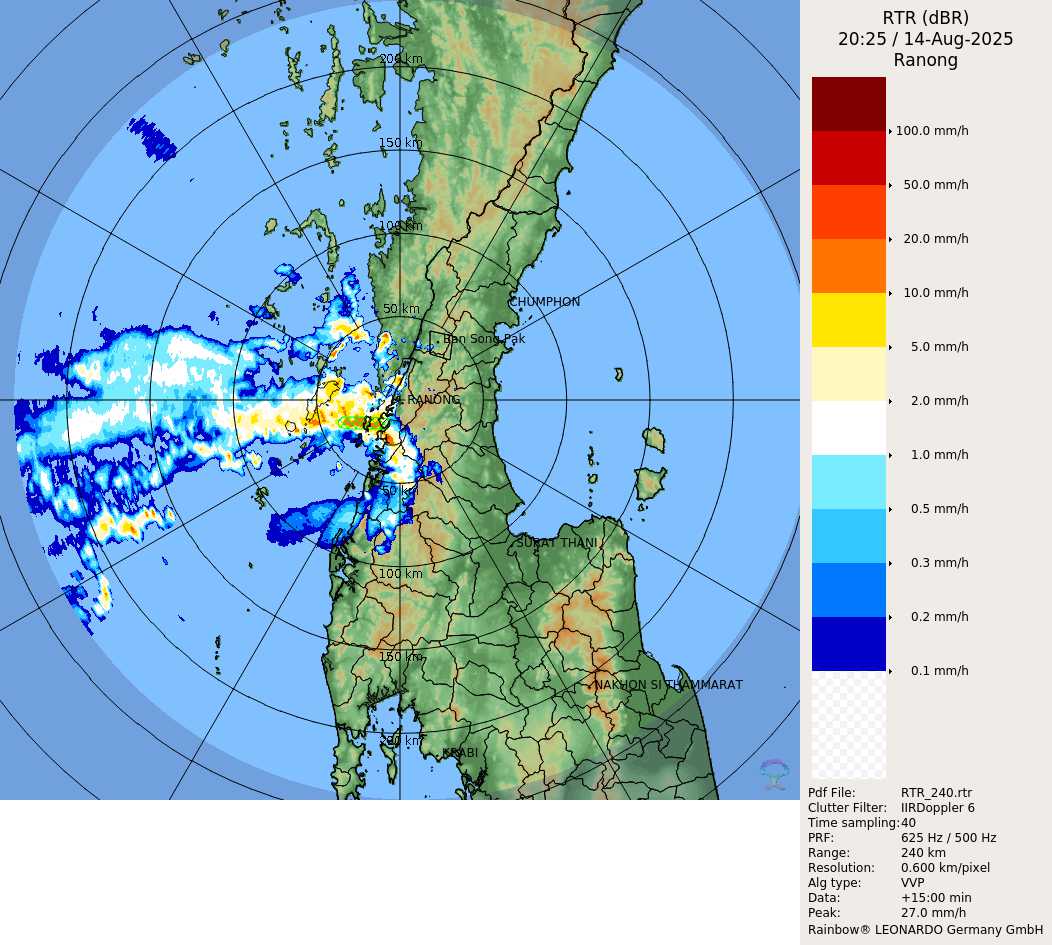 RTR (dBR)
20:25 / 14-Aug-2025
Ranong
200 km
150 km
100 km
50 km
CHUMPHON
Ban Song Pak
RANONG
50 km
SURAT THANI
100 km
150 km
NAKHON SI THAMMARAT
200 km
KRABI
100.0 mm/h
50.0 mm/h
20.0 mm/h
10.0 mm/h
5.0 mm/h
2.0 mm/h
1.0 mm/h
0.5 mm/h
0.3 mm/h
0.2 mm/h
0.1 mm/h
Pdf File: RTR_240.rtr
Clutter Filter: IIRDoppler 6
Time sampling:40
PRF: 625 Hz / 500 Hz
Range: 240 km
Resolution: 0.600 km/pixel
Alg type: VVP
Data: +15:00 min
Peak: 27.0 mm/h
Rainbow® LEONARDO Germany GmbH